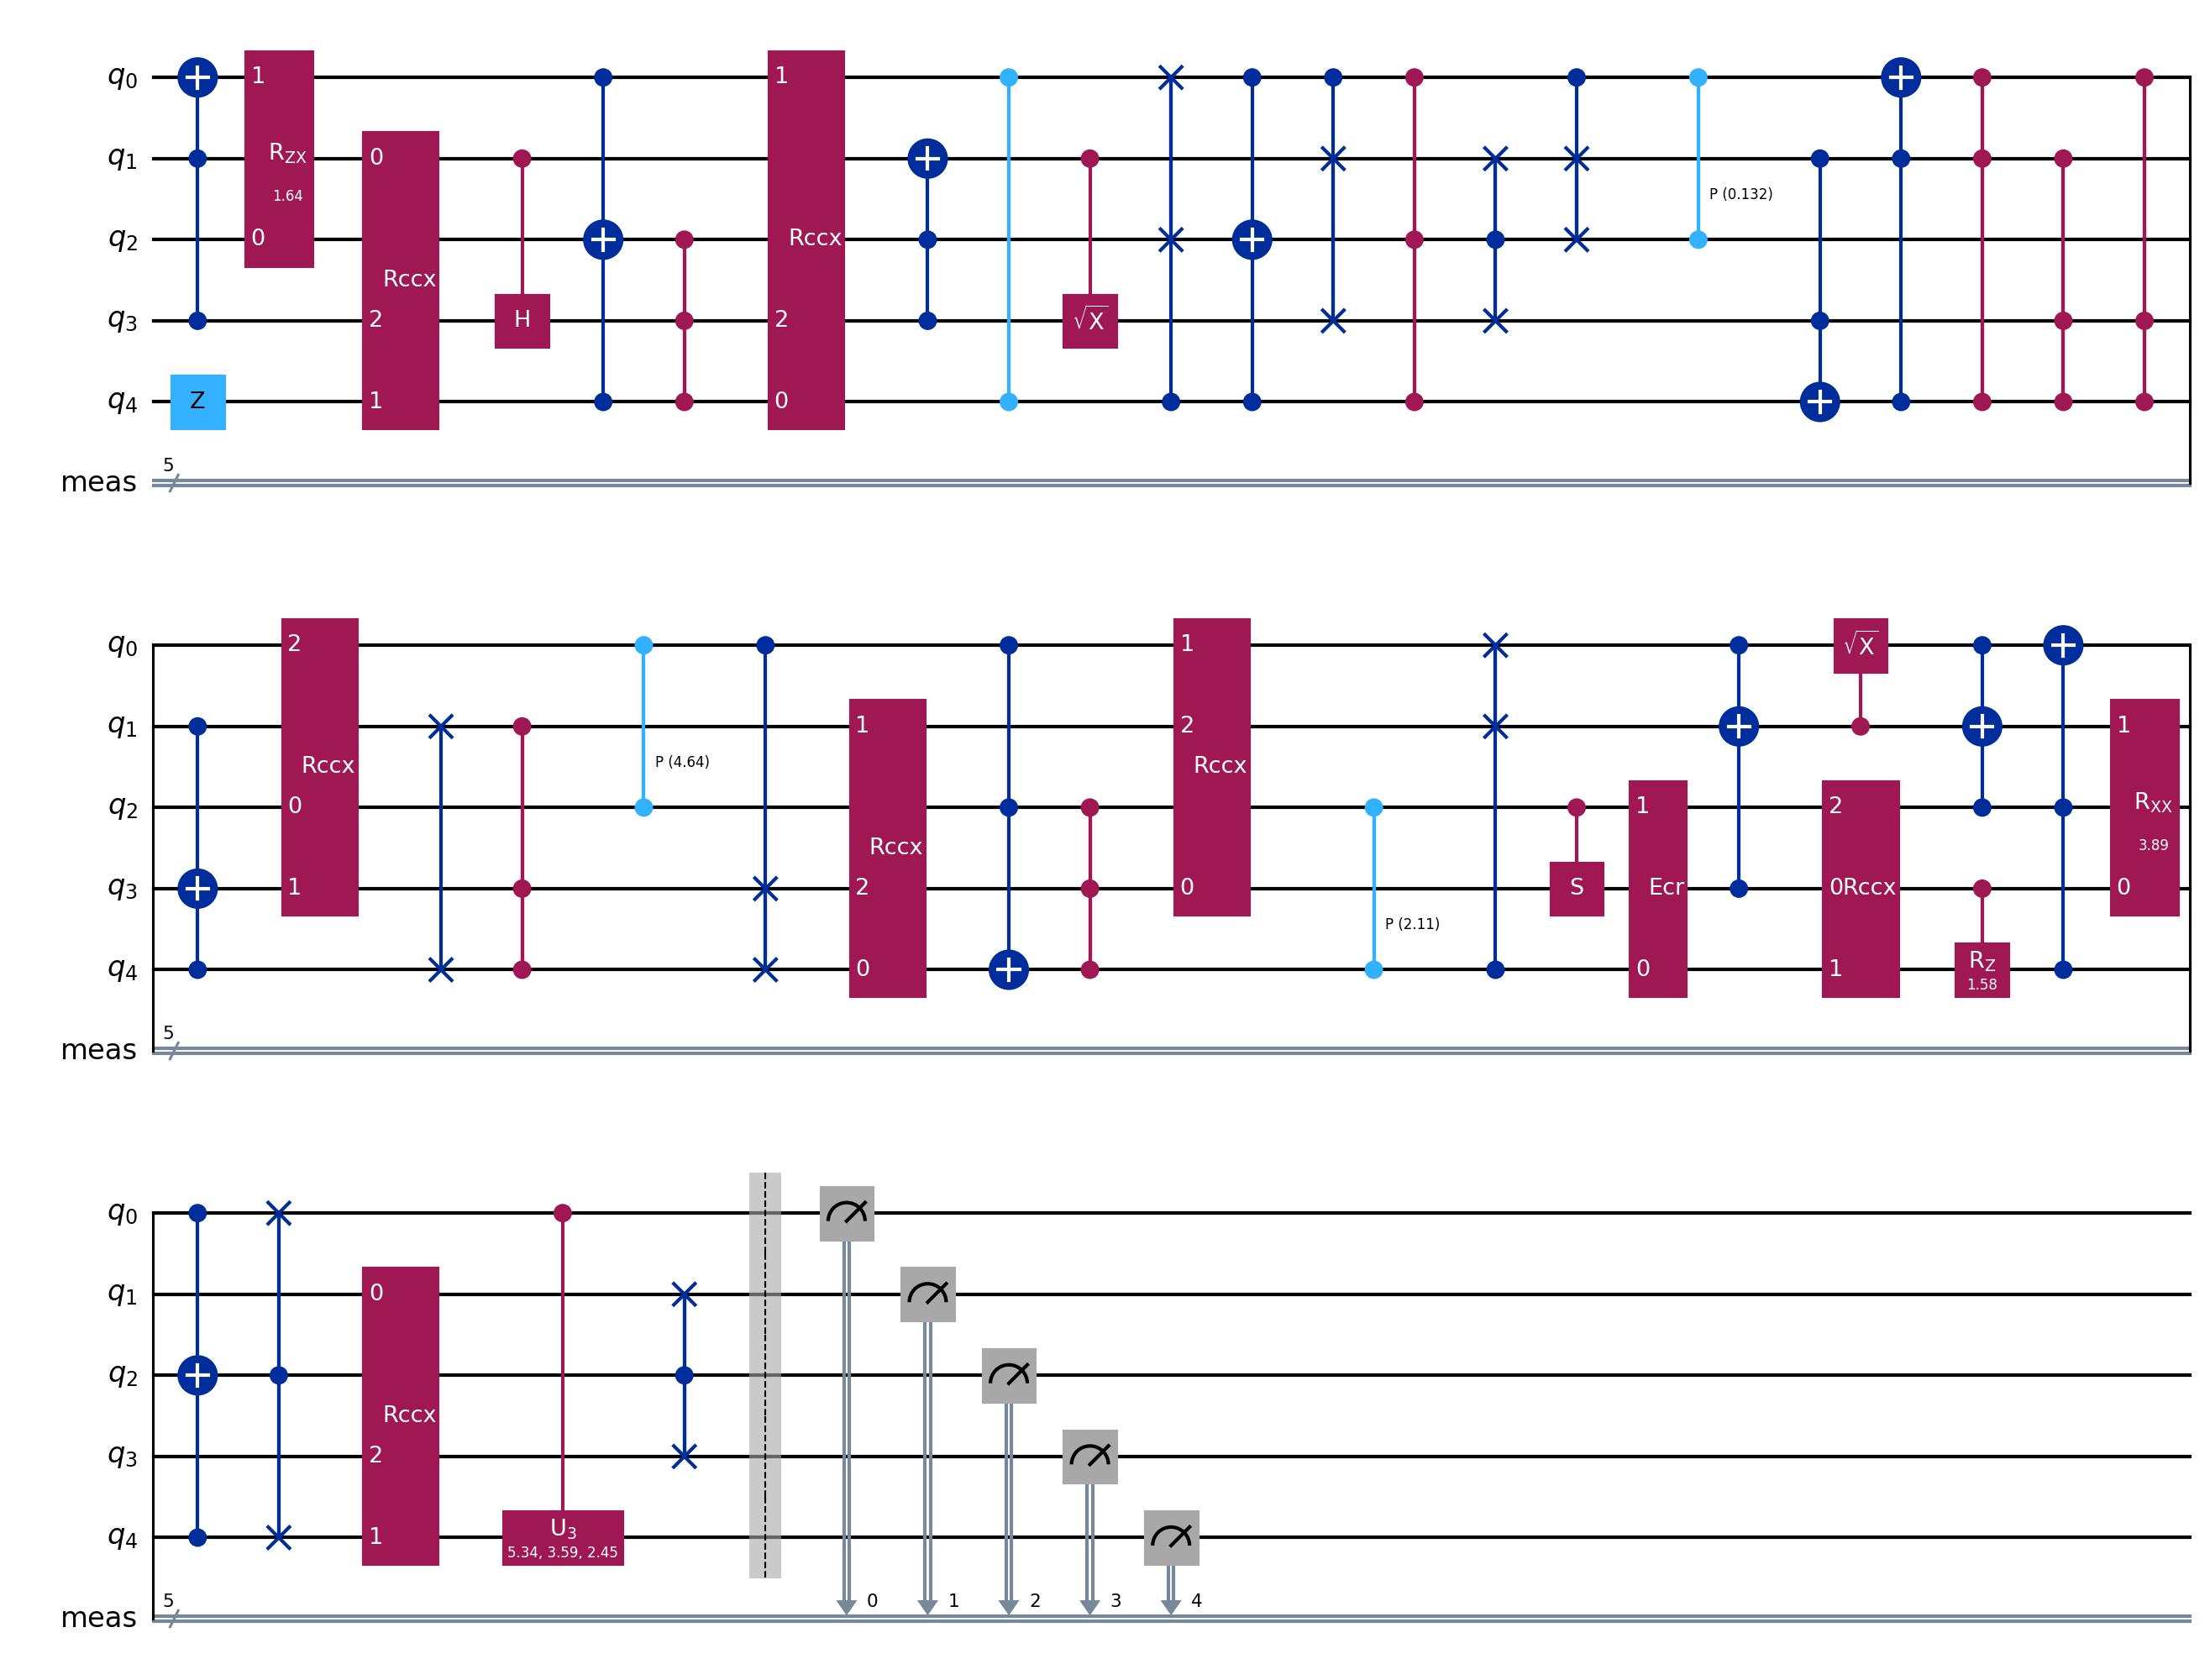 q0 1 1
q1 0 RZX 1.64 P (0.132)
q2 0 Rccx Rccx
q3 2 H 2 √X
q4 Z 1 0
meas 5
q0 2 1 √X
q1 P (4.64) 1 2 1
q2 Rccx 0 Rccx Rccx 1 2 RXX 3.89
q3 1 2 0 P (2.11) S Ecr 0Rccx 0
q4 0 0 1 RZ 1.58
meas 5
q0
q1 0
q2 Rccx
q3 2
q4 1 U3 5.34, 3.59, 2.45
meas 5 0 1 2 3 4